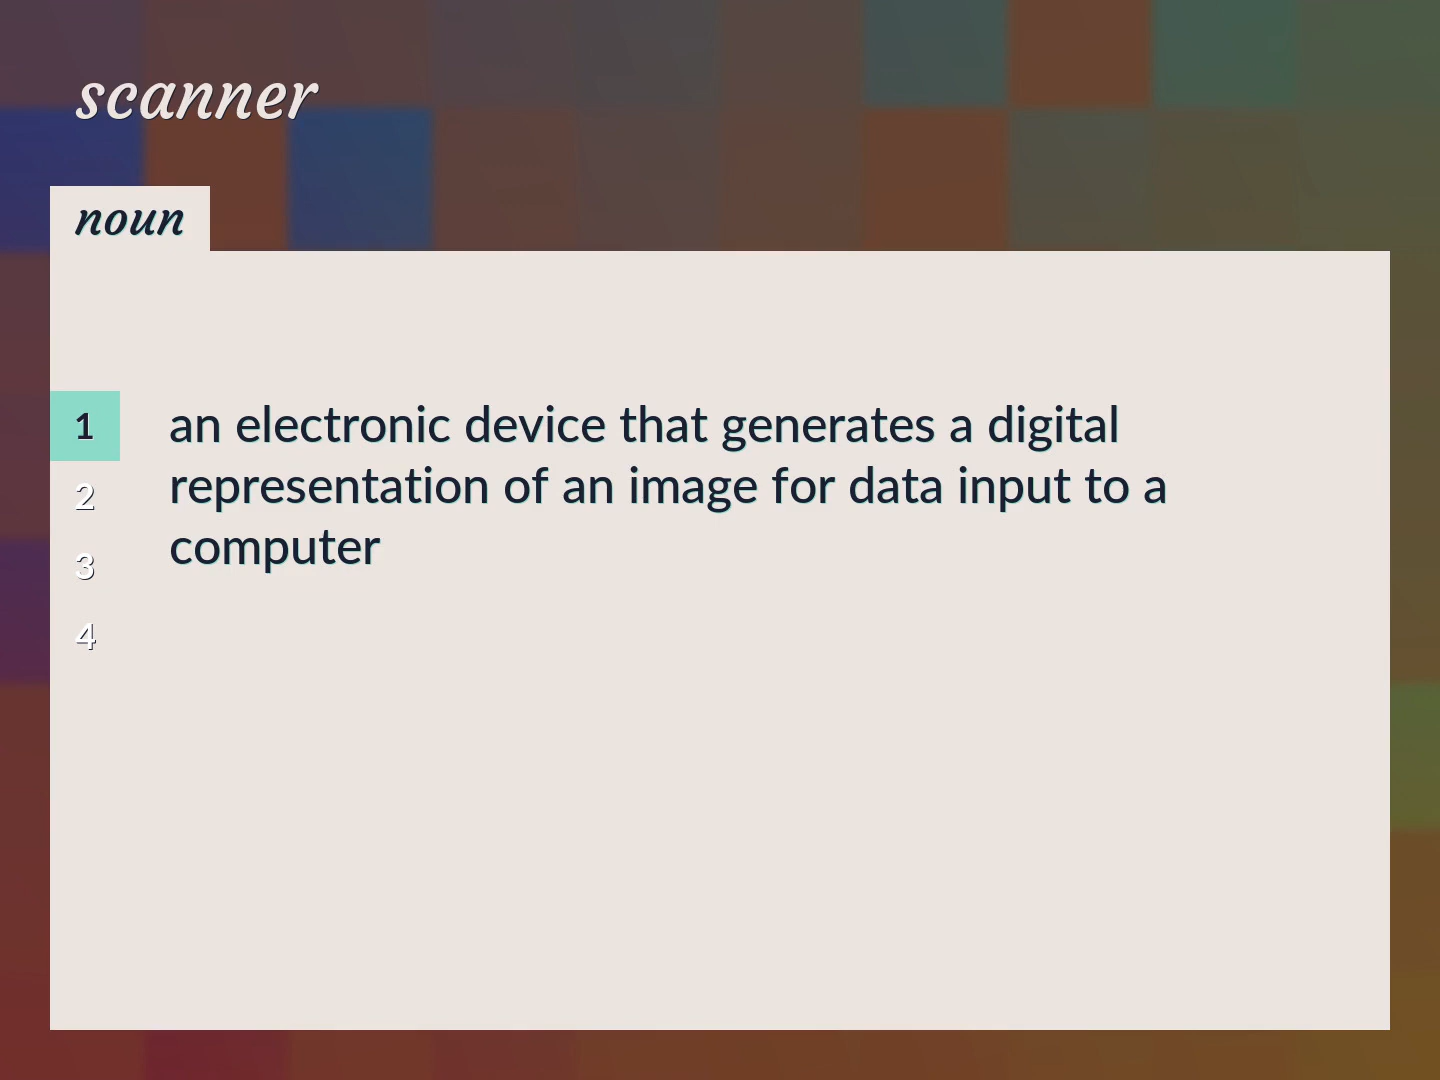 scanner
noun
1
an electronic device that generates a digital
representation of an image for data input to a
computer
2
3
4